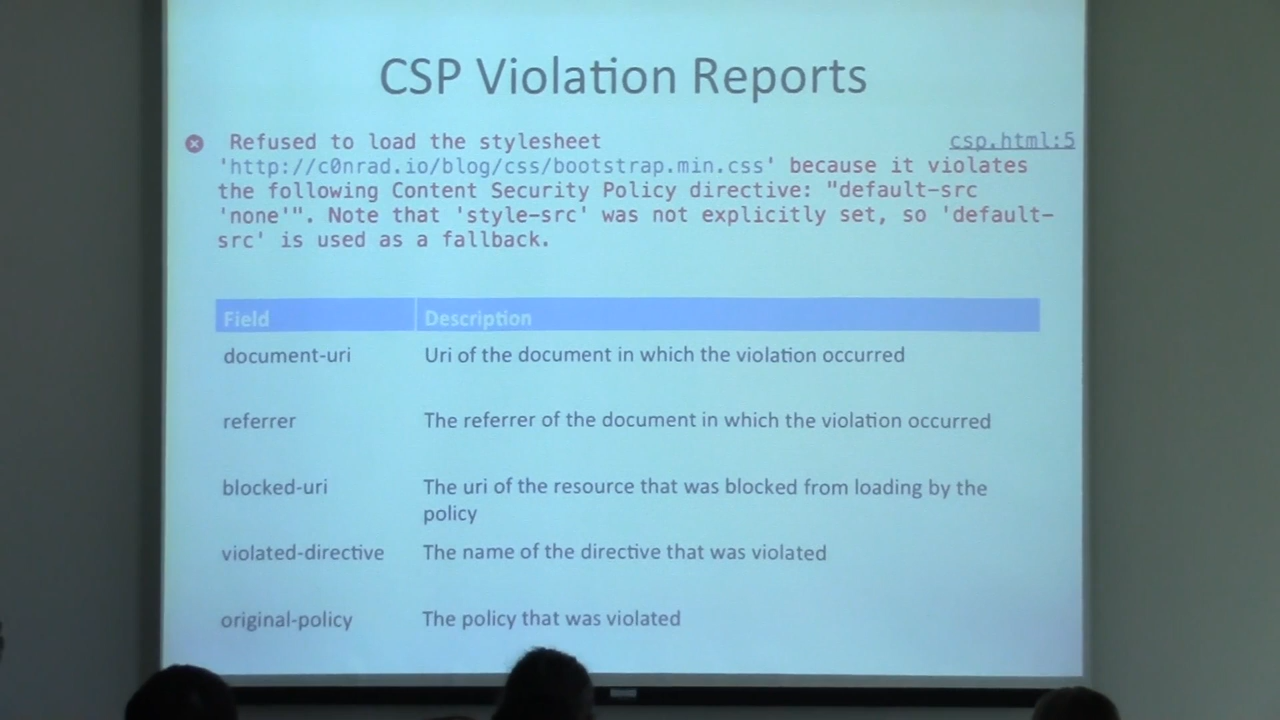 CSP Violation Reports
Refused to load the stylesheet csp.html:5
'http://c0nrad.io/blog/css/bootstrap.min.css' because it violates
the following Content Security Policy directive: "default-src
'none'". Note that 'style-src' was not explicitly set, so 'default-
src' is used as a fallback.
Field Description
document-uri Uri of the document in which the violation occurred
referrer The referrer of the document in which the violation occurred
blocked-uri The uri of the resource that was blocked from loading by the
policy
violated-directive The name of the directive that was violated
original-policy The policy that was violated